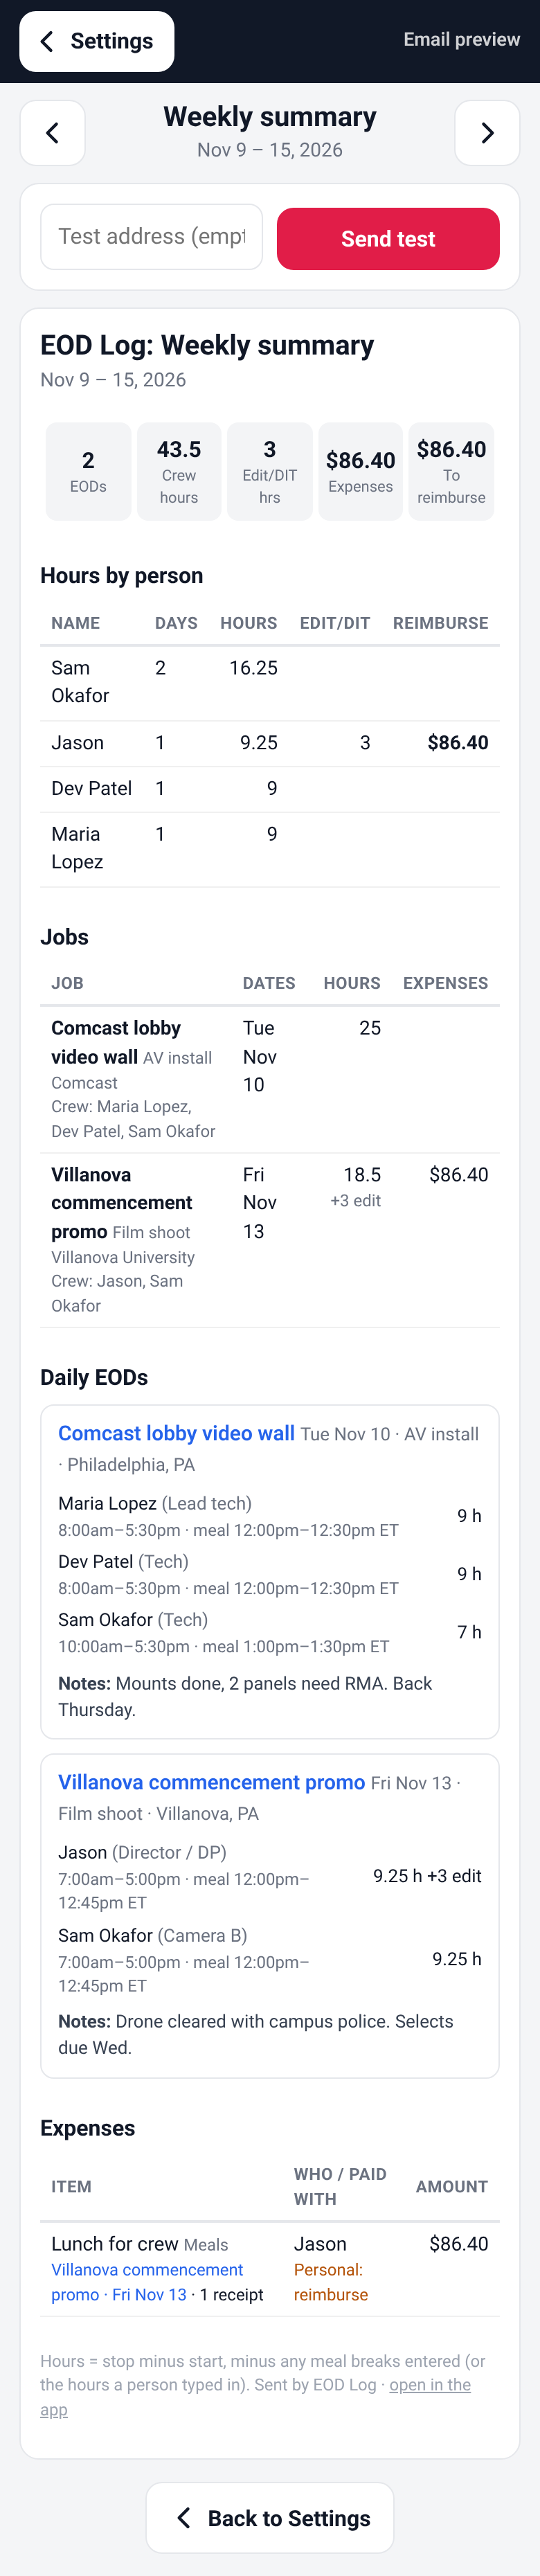 Settings
Email preview
Weekly summary
Nov 9 – 15, 2026
Test address (empt
Send test
EOD Log: Weekly summary
Nov 9 – 15, 2026
2
EODs
43.5
Crew
hours
3
Edit/DIT
hrs
$86.40
Expenses
$86.40
To
reimburse
Hours by person
NAME DAYS HOURS EDIT/DIT REIMBURSE
Sam
Okafor
2 16.25
Jason 1 9.25 3 $86.40
Dev Patel 1 9
Maria
Lopez
1 9
Jobs
JOB DATES HOURS EXPENSES
Comcast lobby
video wall AV install
Comcast
Crew: Maria Lopez,
Dev Patel, Sam Okafor
Tue
Nov
10
25
Villanova
commencement
promo Film shoot
Villanova University
Crew: Jason, Sam
Okafor
Fri
Nov
13
18.5
+3 edit
$86.40
Daily EODs
Comcast lobby video wall Tue Nov 10 · AV install
· Philadelphia, PA
Maria Lopez (Lead tech)
8:00am–5:30pm · meal 12:00pm–12:30pm ET
9 h
Dev Patel (Tech)
8:00am–5:30pm · meal 12:00pm–12:30pm ET
9 h
Sam Okafor (Tech)
10:00am–5:30pm · meal 1:00pm–1:30pm ET
7 h
Notes: Mounts done, 2 panels need RMA. Back
Thursday.
Villanova commencement promo Fri Nov 13 ·
Film shoot · Villanova, PA
Jason (Director / DP)
7:00am–5:00pm · meal 12:00pm–
12:45pm ET
9.25 h +3 edit
Sam Okafor (Camera B)
7:00am–5:00pm · meal 12:00pm–
12:45pm ET
9.25 h
Notes: Drone cleared with campus police. Selects
due Wed.
Expenses
ITEM
WHO / PAID
WITH
AMOUNT
Lunch for crew Meals
Villanova commencement
promo · Fri Nov 13 · 1 receipt
Jason
Personal:
reimburse
$86.40
Hours = stop minus start, minus any meal breaks entered (or
the hours a person typed in). Sent by EOD Log · open in the
app
Back to Settings